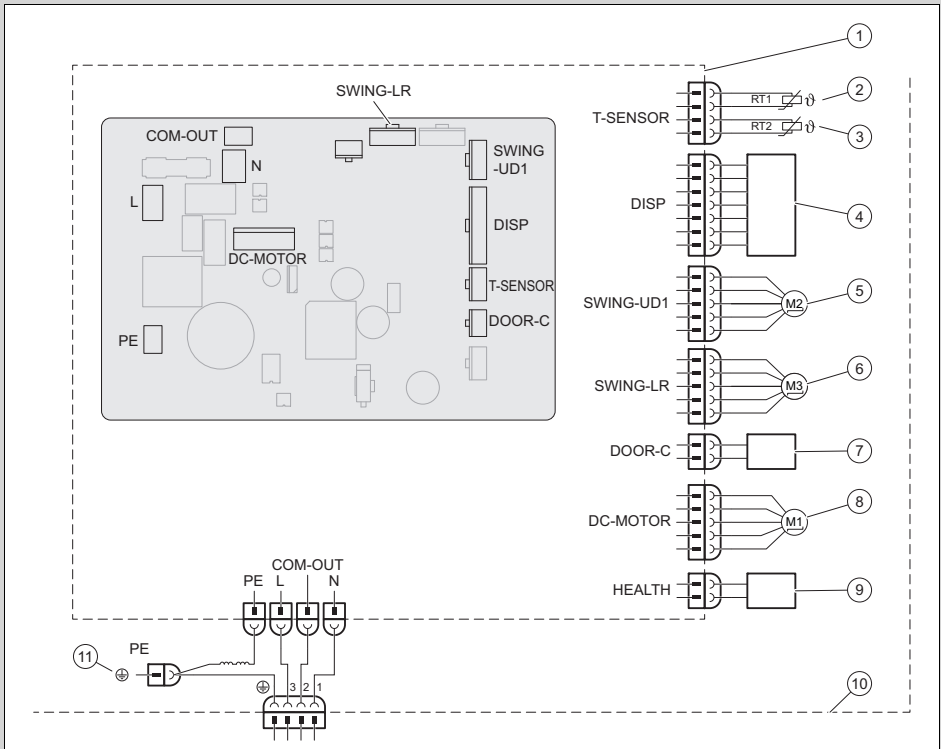 SWING-LR
COM-OUT
N
SWING
-UD1
L
DISP
DC-MOTOR
T-SENSOR
DOOR-C
PE
1
T-SENSOR
RT1
ϑ
2
RT2
ϑ
3
DISP
4
SWING-UD1
M2
5
SWING-LR
M3
6
DOOR-C
7
DC-MOTOR
M1
8
HEALTH
9
COM-OUT
PE L N
PE
11
3 2 1
10